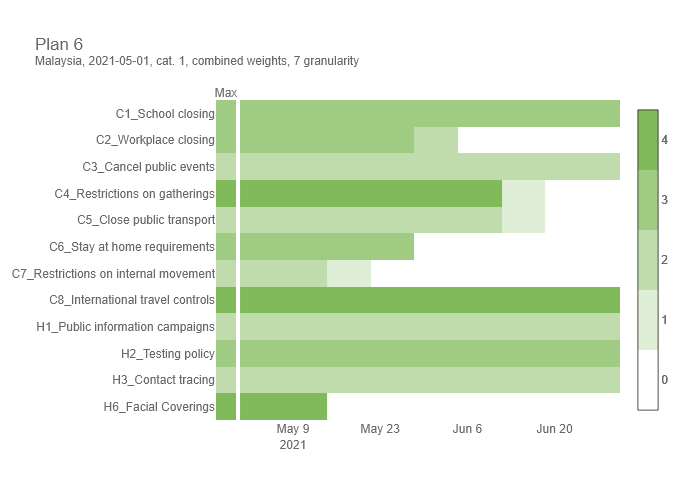 Plan 6
Malaysia, 2021-05-01, cat. 1, combined weights, 7 granularity
Max
C1_School closing
C2_Workplace closing
C3_Cancel public events
C4_Restrictions on gatherings
C5_Close public transport
C6_Stay at home requirements
C7_Restrictions on internal movement
C8_International travel controls
H1_Public information campaigns
H2_Testing policy
H3_Contact tracing
H6_Facial Coverings
May 9 May 23 Jun 6 Jun 20
2021
4
3
2
1
0